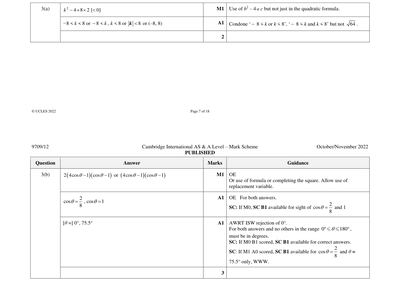 3(a)
k² − 4 × 8 × 2 [< 0]
M1
Use of b² − 4ac but not just in the quadratic formula.
−8 < k < 8 or −8 < k, k < 8 or |k| < 8 or (-8, 8)
A1
Condone ‘− 8 < k or k < 8’, ‘− 8 < k and k < 8’ but not √64 .
2
© UCLES 2022
Page 7 of 18
9709/12
Cambridge International AS & A Level – Mark Scheme
October/November 2022
PUBLISHED
Question
Answer
Marks
Guidance
3(b)
2(4cosθ − 1)(cosθ − 1) or (4cosθ − 1)(cosθ − 1)
M1
OE
Or use of formula or completing the square. Allow use of
replacement variable.
cosθ = 2/8 , cosθ = 1
A1
OE For both answers.
SC: If M0, SC B1 available for sight of cosθ = 2/8 and 1
[θ =] 0°, 75.5°
A1
AWRT ISW rejection of 0°.
For both answers and no others in the range 0° ≤ θ ≤ 180°,
must be in degrees.
SC: If M0 B1 scored, SC B1 available for correct answers.
SC: If M1 A0 scored, SC B1 available for cosθ = 2/8 and θ =
75.5° only, WWW.
3